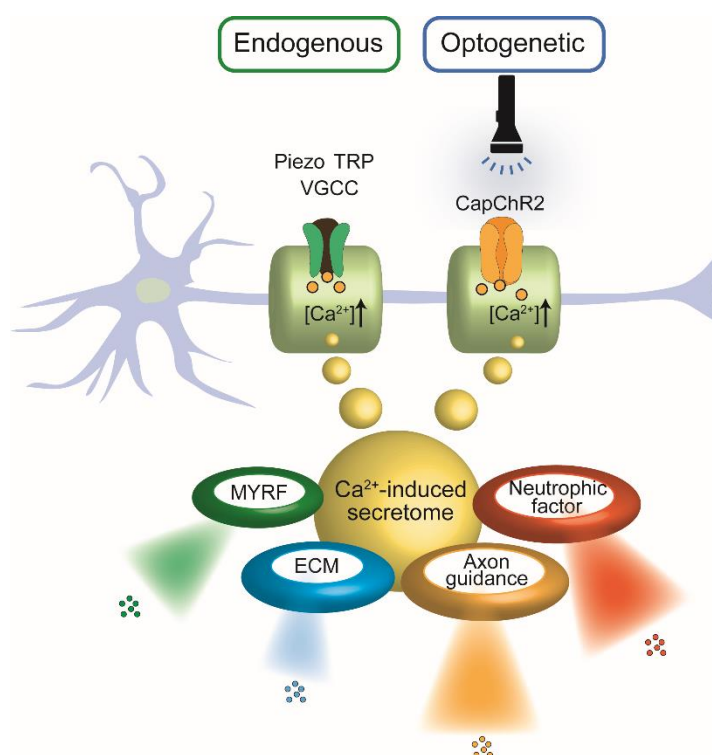 Endogenous
Optogenetic
Piezo TRP
VGCC
CapChR2
[Ca²⁺]↑
[Ca²⁺]↑
Ca²⁺-induced
secretome
MYRF
Neutrophic
factor
ECM
Axon
guidance